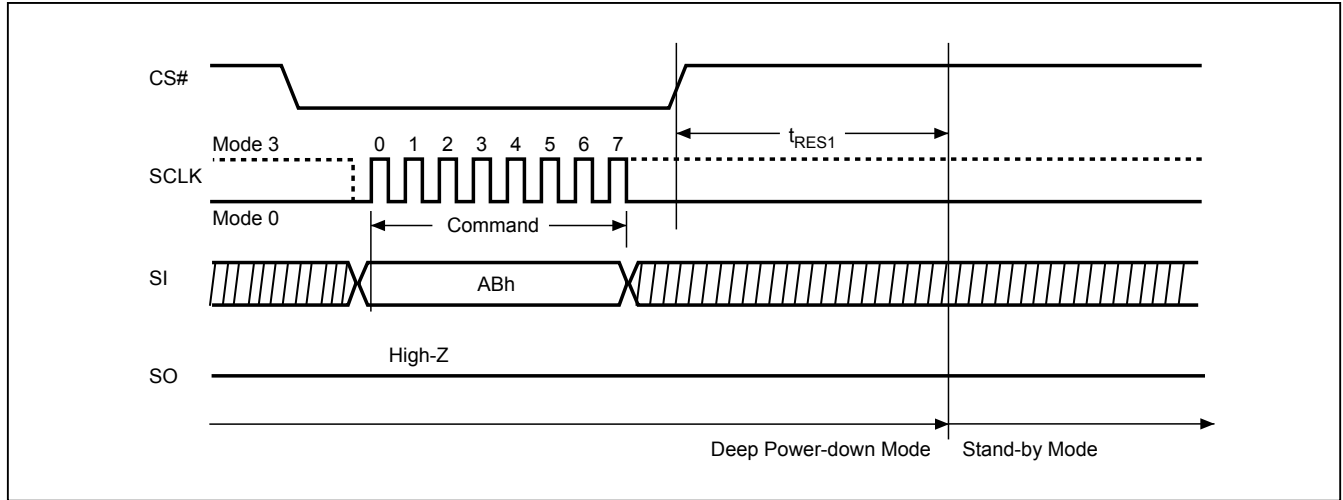 CS#
t_RES1
Mode 3
0 1 2 3 4 5 6 7
SCLK
Mode 0
Command
SI
ABh
High-Z
SO
Deep Power-down Mode
Stand-by Mode